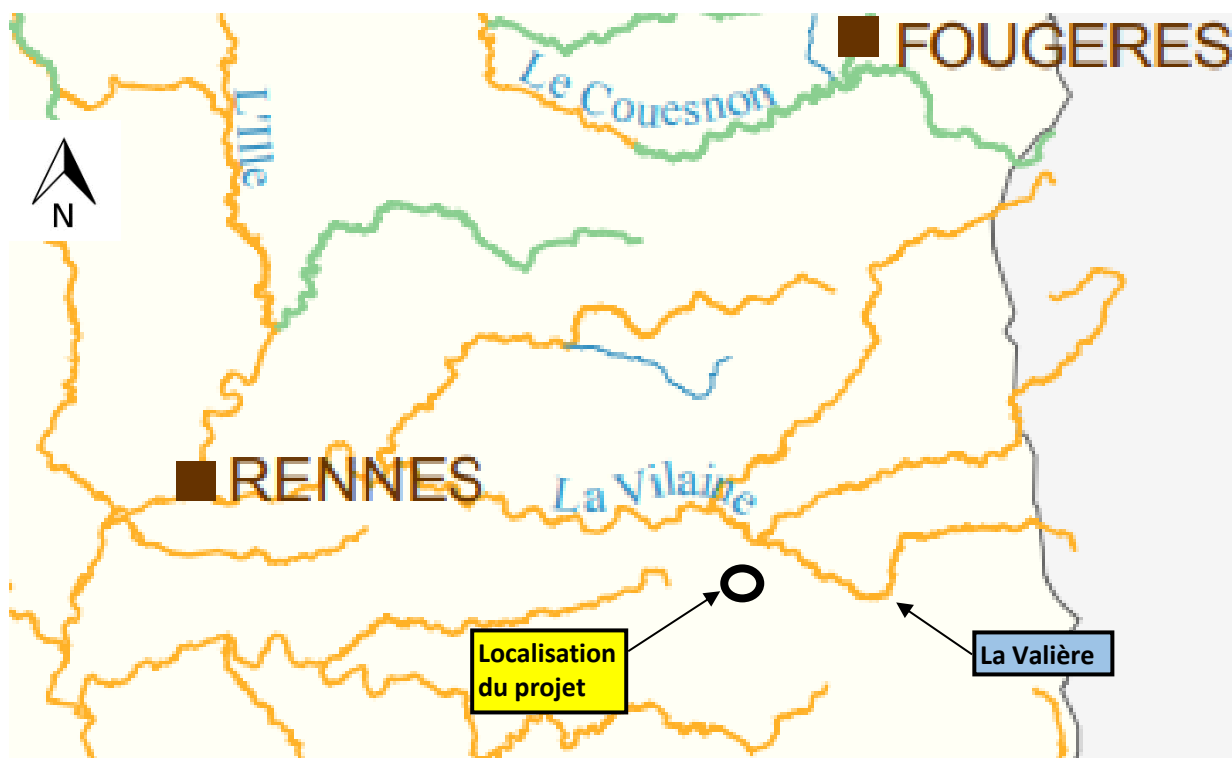 FOUGERES
Le Couesnon
L'Ille
N
RENNES
La Vilaine
Localisation
du projet
La Valière